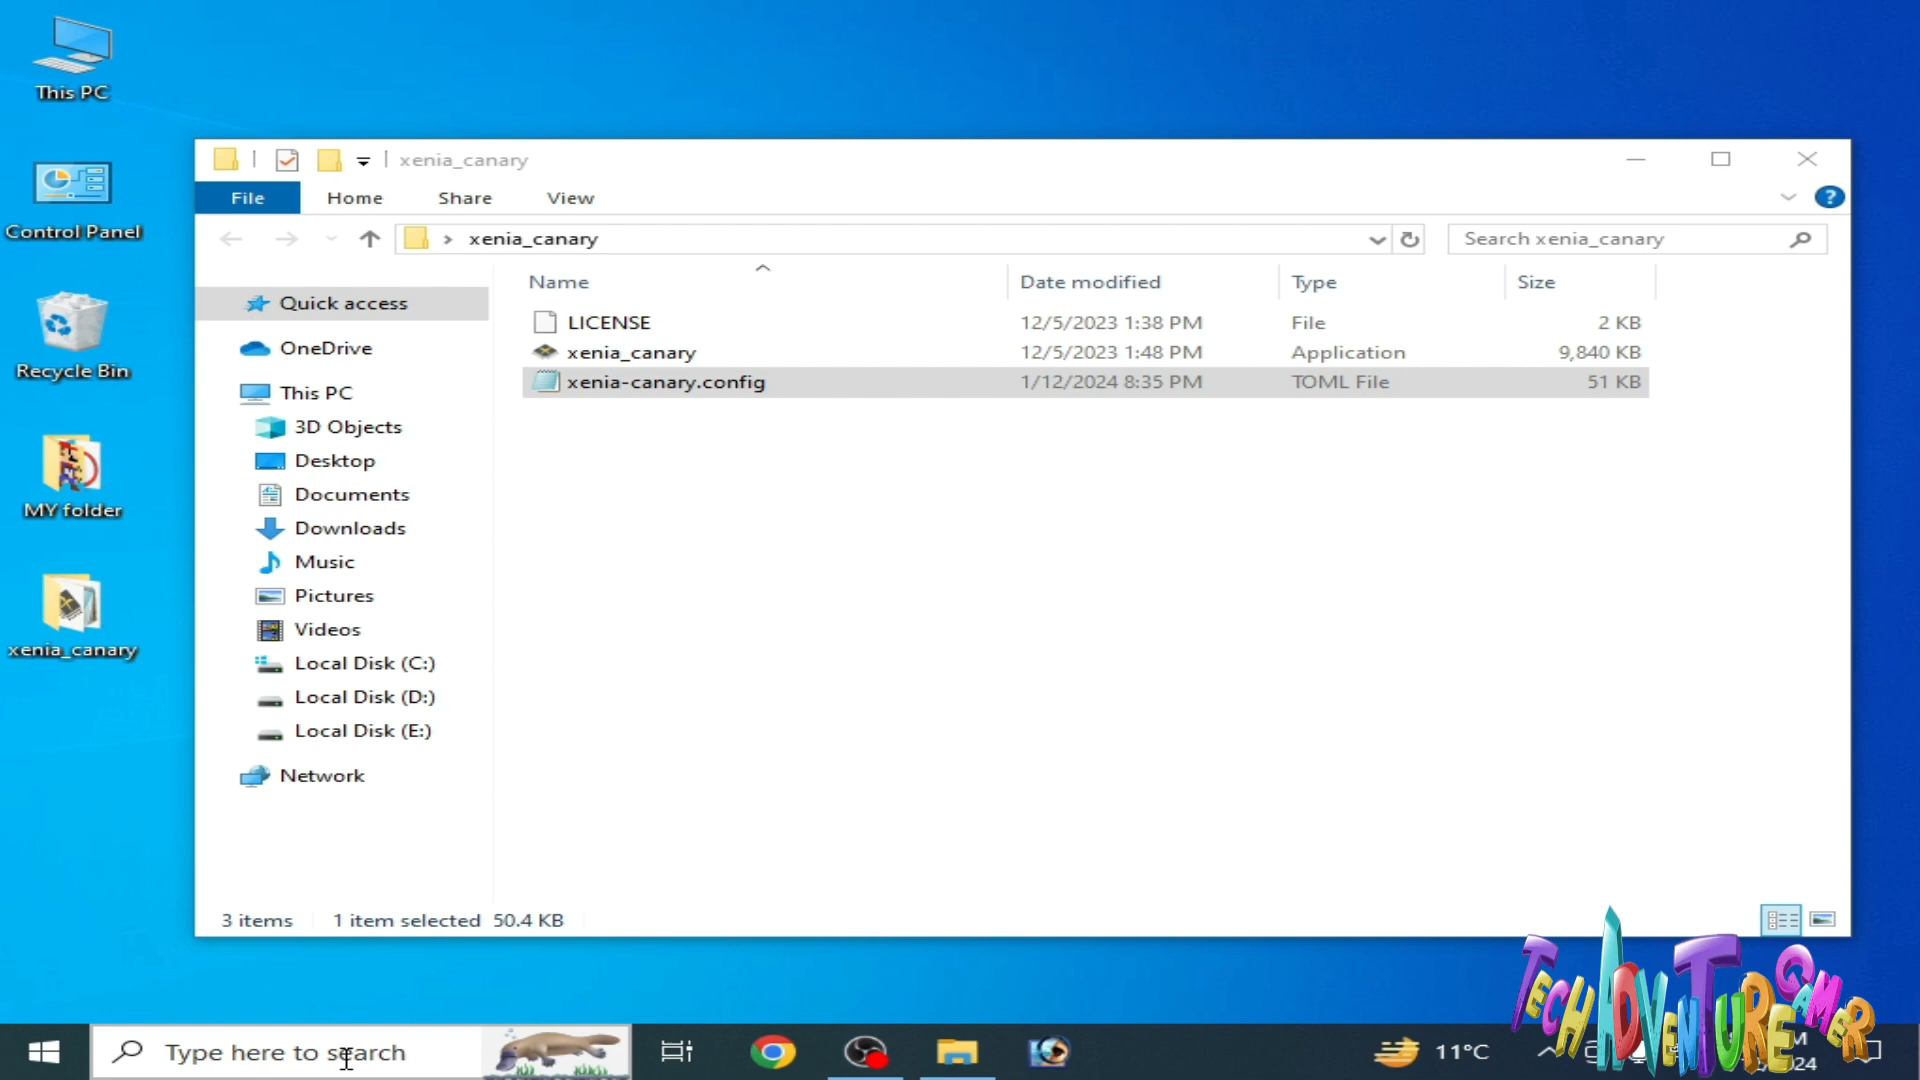 This PC
Control Panel
Recycle Bin
MY folder
xenia_canary
xenia_canary
File Home Share View
xenia_canary
Search xenia_canary
Name Date modified Type Size
LICENSE 12/5/2023 1:38 PM File 2 KB
xenia_canary 12/5/2023 1:48 PM Application 9,840 KB
xenia-canary.config 1/12/2024 8:35 PM TOML File 51 KB
Quick access
OneDrive
This PC
3D Objects
Desktop
Documents
Downloads
Music
Pictures
Videos
Local Disk (C:)
Local Disk (D:)
Local Disk (E:)
Network
3 items 1 item selected 50.4 KB
TECH ADVENTURE GAMER
Type here to search
11°C